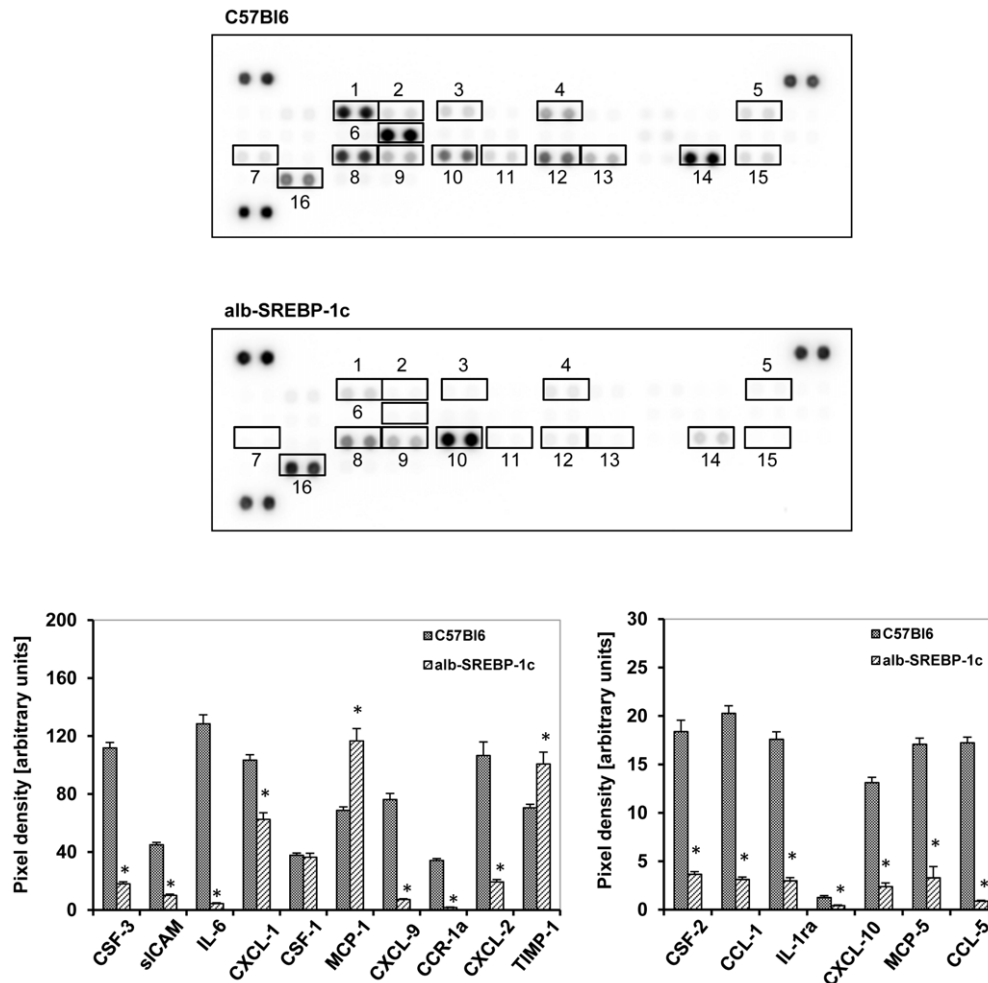 C57Bl6
1 2 3 4 5
6
7 8 9 10 11 12 13 14 15
16
alb-SREBP-1c
1 2 3 4 5
6
7 8 9 10 11 12 13 14 15
16
Pixel density [arbitrary units]
200
160
120
80
40
0
C57Bl6
alb-SREBP-1c
* * * * * * * * *
CSF-3 sICAM IL-6 CXCL-1 CSF-1 MCP-1 CXCL-9 CCR-1a CXCL-2 TIMP-1
Pixel density [arbitrary units]
30
25
20
15
10
5
0
C57Bl6
alb-SREBP-1c
* * * * * * *
CSF-2 CCL-1 IL-1ra CXCL-10 MCP-5 CCL-5